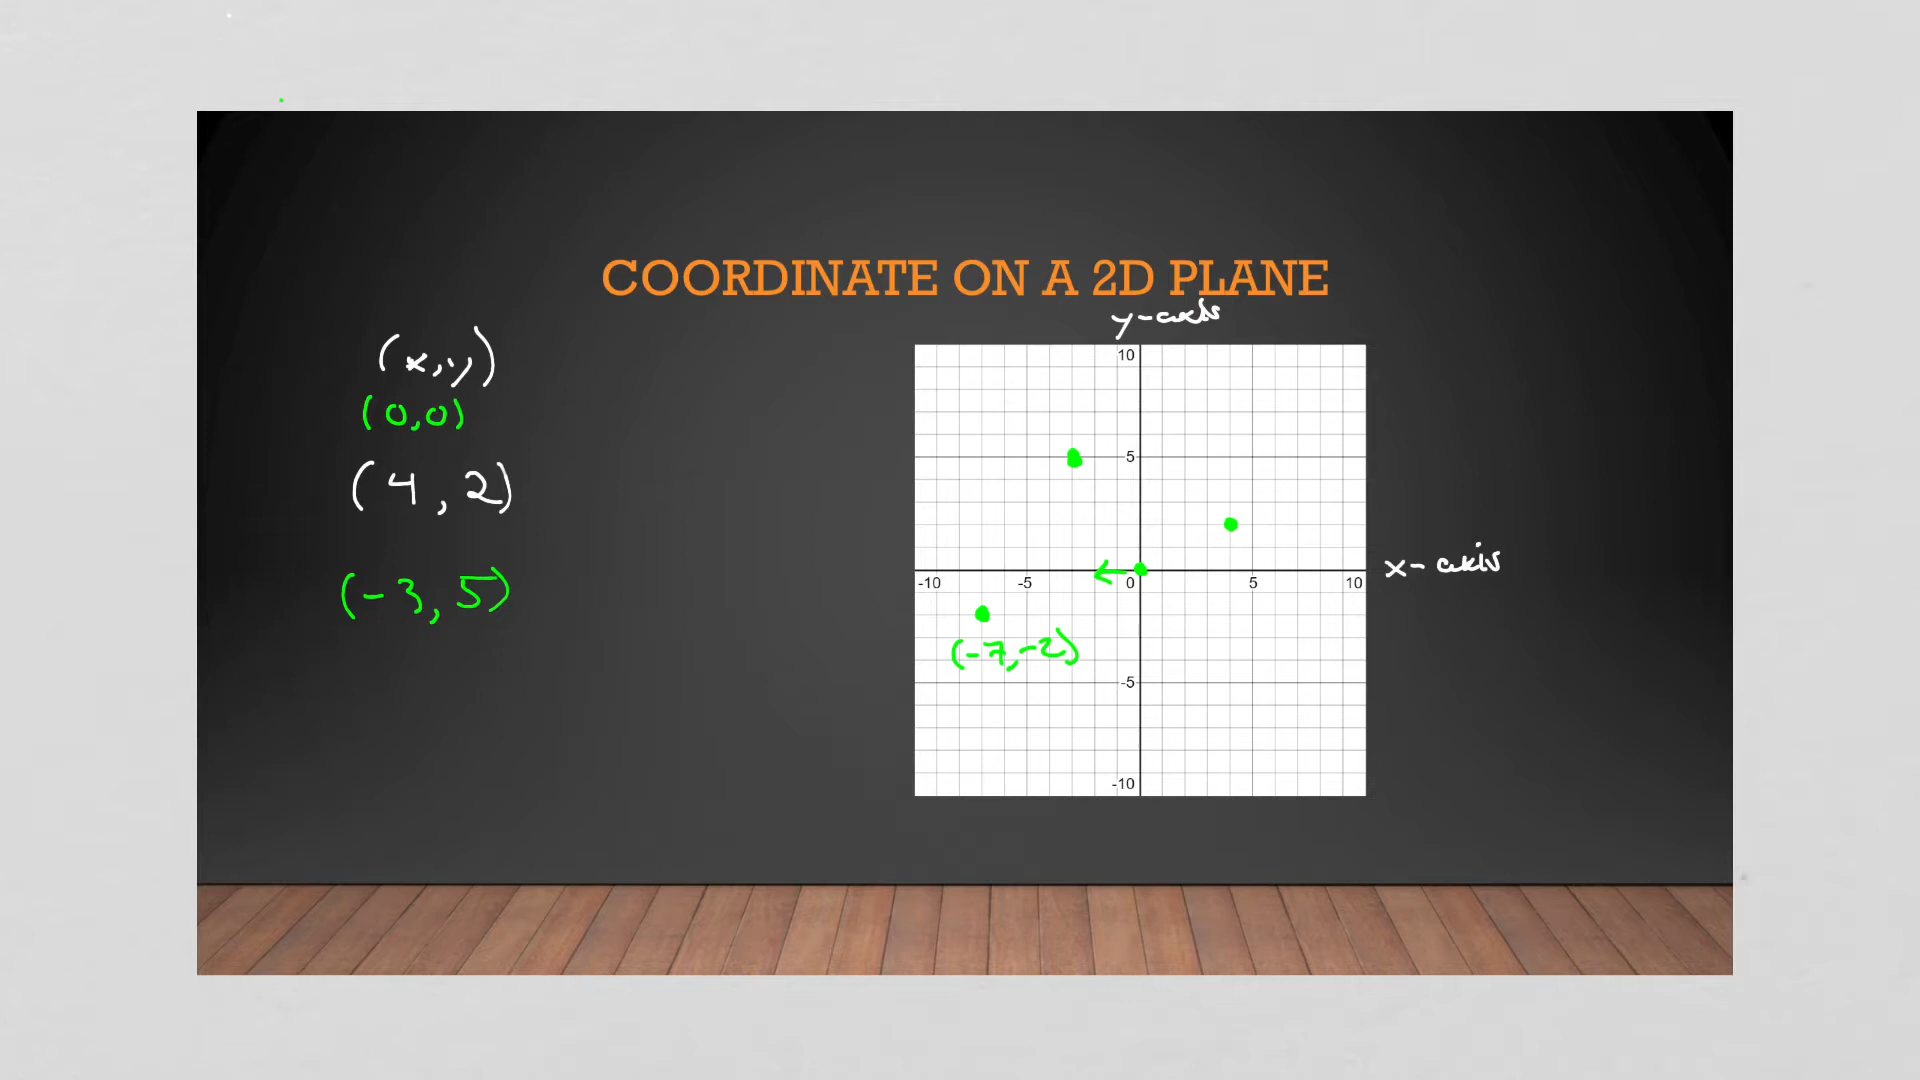 COORDINATE ON A 2D PLANE
(x,y)
(0,0)
(4,2)
(-3,5)
y-axis
10
5
x-axis
-10 -5 0 5 10
(-7,-2)
-5
-10